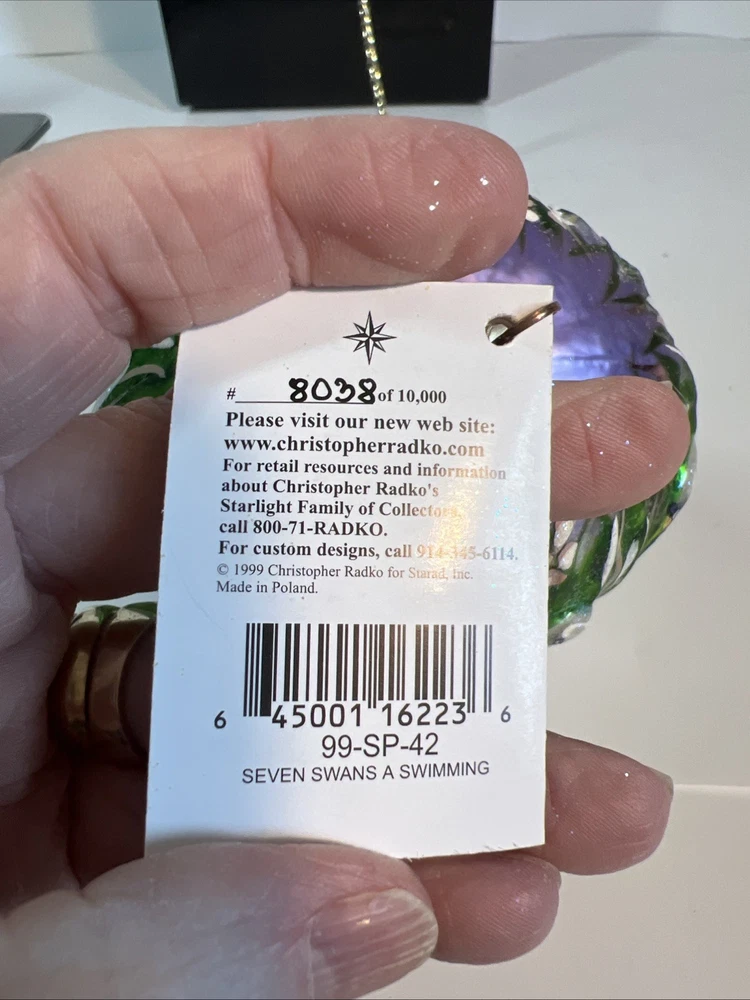 # 8038 of 10,000
Please visit our new web site:
www.christopherradko.com
For retail resources and information
about Christopher Radko's
Starlight Family of Collectors,
call 800-71-RADKO.
For custom designs, call 914-345-6114.
© 1999 Christopher Radko for Starad, Inc.
Made in Poland.
6 45001 16223 6
99-SP-42
SEVEN SWANS A SWIMMING